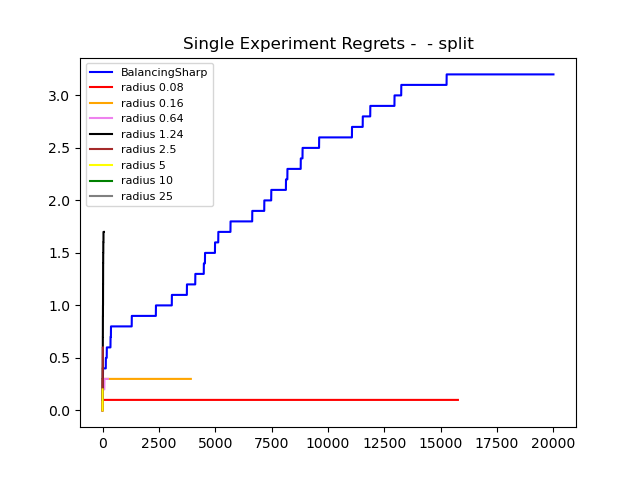 Single Experiment Regrets -  - split
BalancingSharp
radius 0.08
radius 0.16
radius 0.64
radius 1.24
radius 2.5
radius 5
radius 10
radius 25
3.0
2.5
2.0
1.5
1.0
0.5
0.0
0 2500 5000 7500 10000 12500 15000 17500 20000